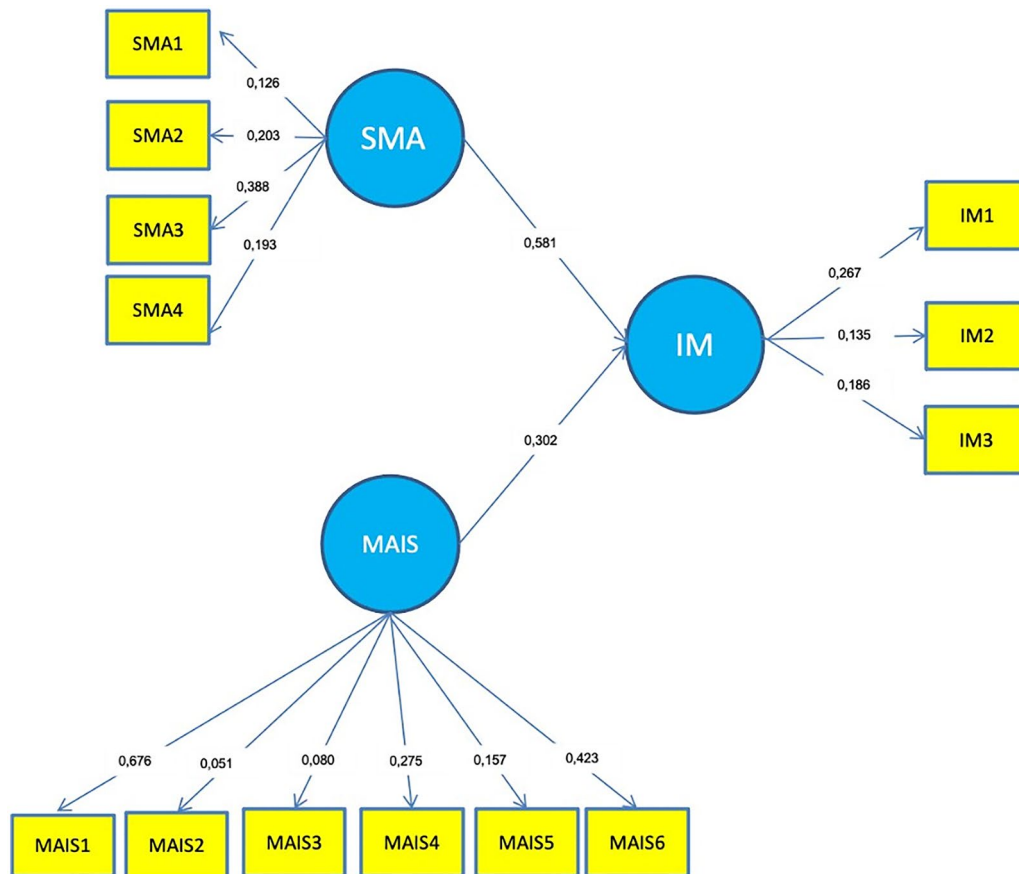 SMA1
0,126
SMA2
0,203
SMA
0,388
SMA3
0,193
SMA4
0,581
IM1
0,267
IM
0,135
IM2
0,186
IM3
0,302
MAIS
0,676
0,051
0,080
0,275
0,157
0,423
MAIS1
MAIS2
MAIS3
MAIS4
MAIS5
MAIS6